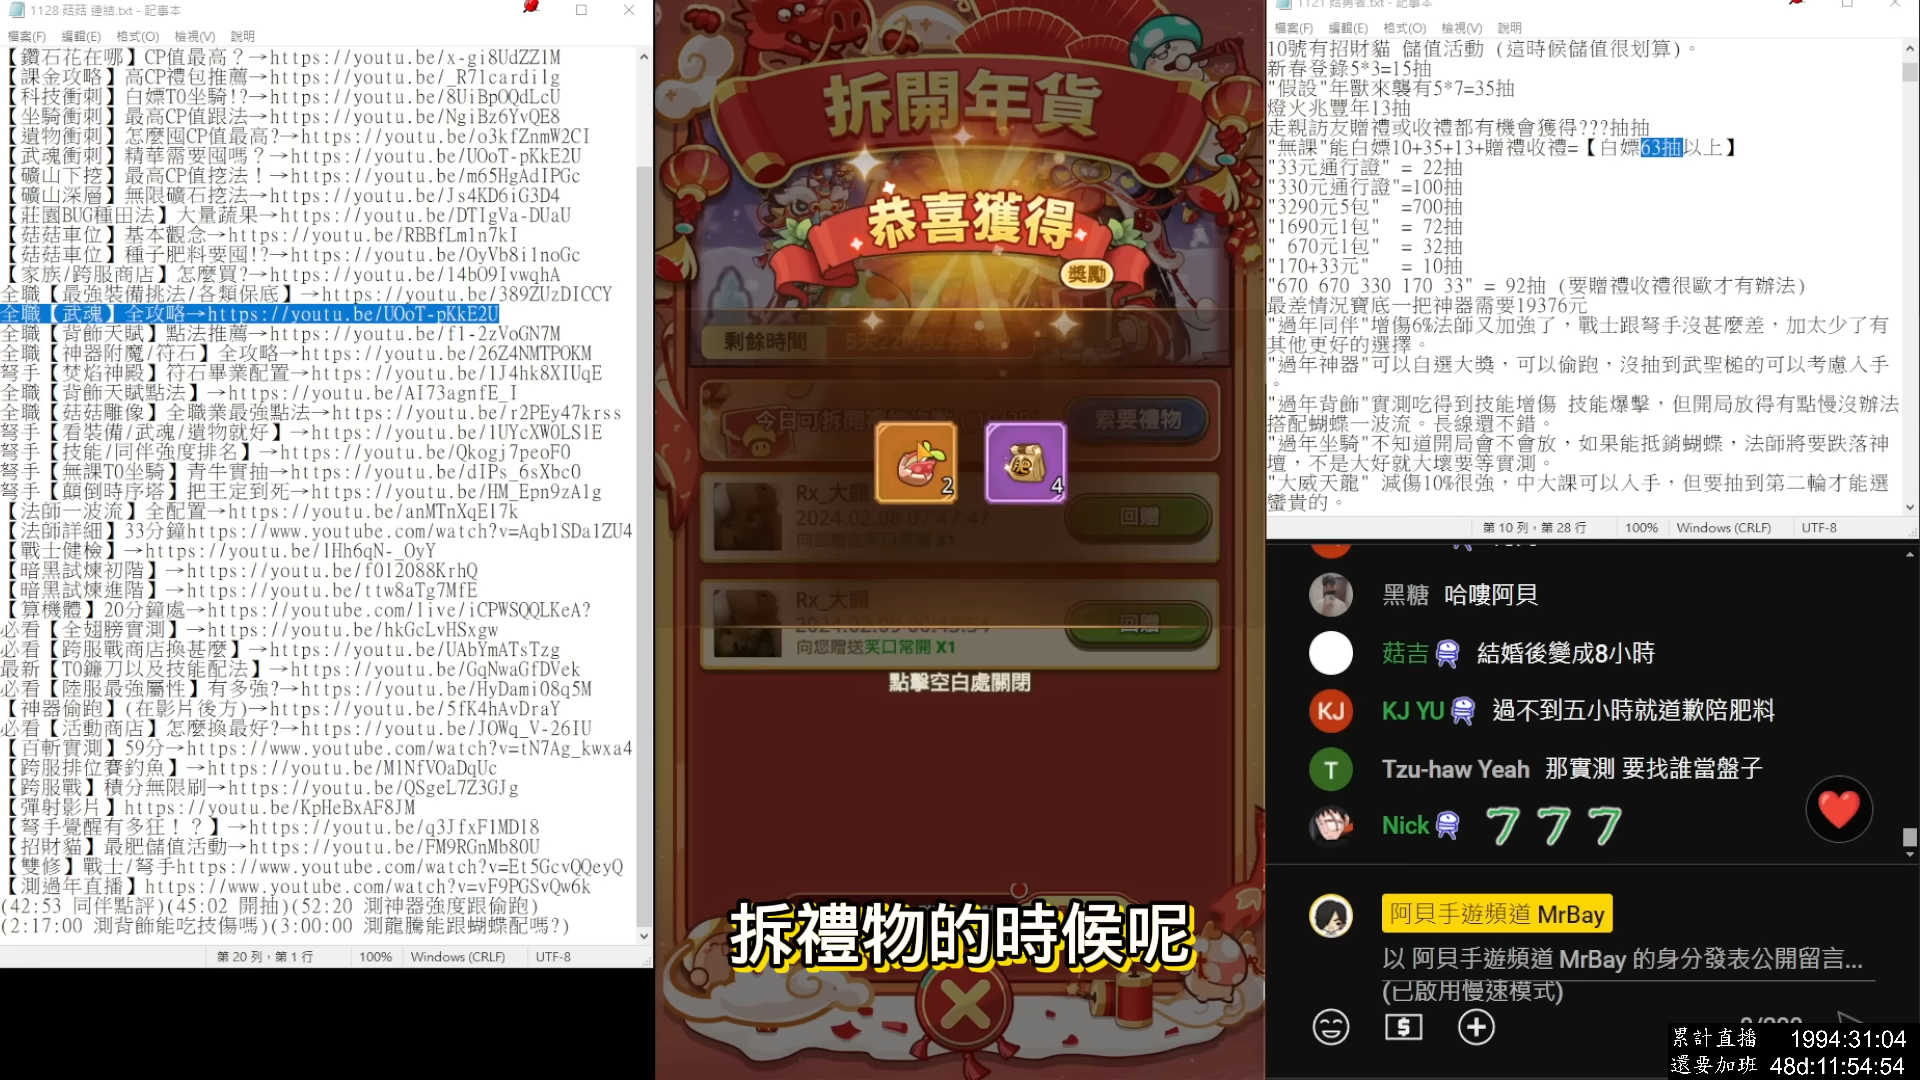 1128 菇菇 連結.txt - 記事本
檔案(F) 編輯(E) 格式(O) 檢視(V) 說明
【鑽石花在哪】CP值最高？→https://youtu.be/x-gi8UdZZ1M
【課金攻略】高CP禮包推薦→https://youtu.be/_R71cardi1g
【科技衝刺】白嫖T0坐騎!?→https://youtu.be/8UiBpOQdLcU
【坐騎衝刺】最高CP值跟法→https://youtu.be/NgiBz6YvQE8
【遺物衝刺】怎麼囤CP值最高?→https://youtu.be/o3kfZnmW2CI
【武魂衝刺】精華需要囤嗎？→https://youtu.be/UOoT-pKkE2U
【礦山下挖】最高CP值挖法！→https://youtu.be/m65HgAdIPGc
【礦山深層】無限礦石挖法→https://youtu.be/Js4KD6iG3D4
【莊園BUG種田法】大量蔬果→https://youtu.be/DTIgVa-DUaU
【菇菇車位】基本觀念→https://youtu.be/RBBfLm1n7kI
【菇菇車位】種子肥料要囤!?→https://youtu.be/OyVb8i1noGc
【家族/跨服商店】怎麼買?→https://youtu.be/14bO9IvwqhA
全職【最強裝備挑法/各類保底】→https://youtu.be/389ZUzDICCY
全職【武魂】全攻略→https://youtu.be/UOoT-pKkE2U
全職【背飾天賦】點法推薦→https://youtu.be/f1-2zVoGN7M
全職【神器附魔/符石】全攻略→https://youtu.be/26Z4NMTPOKM
弩手【焚焰神殿】符石畢業配置→https://youtu.be/1J4hk8XIUqE
全職【背飾天賦點法】→https://youtu.be/AI73agnfE_I
全職【菇菇雕像】全職業最強點法→https://youtu.be/r2PEy47krss
弩手【看裝備/武魂/遺物就好】→https://youtu.be/1UYcXW0LS1E
弩手【技能/同伴強度排名】→https://youtu.be/Qkogj7peoF0
弩手【無課T0坐騎】青牛實抽→https://youtu.be/dIPs_6sXbc0
弩手【顛倒時序塔】把王定到死→https://youtu.be/HM_Epn9zA1g
【法師一波流】全配置→https://youtu.be/anMTnXqE17k
【法師詳細】33分鐘https://www.youtube.com/watch?v=Aqb1SDa1ZU4
【戰士健檢】→https://youtu.be/1Hh6qN-_OyY
【暗黑試煉初階】→https://youtu.be/f012088KrhQ
【暗黑試煉進階】→https://youtu.be/ttw8aTg7MfE
【算機體】20分鐘處→https://youtube.com/live/iCPWSQQLKeA?
必看【全翅膀實測】→https://youtu.be/hkGcLvHSxgw
必看【跨服戰商店換甚麼】→https://youtu.be/UAbYmATsTzg
最新【T0鐮刀以及技能配法】→https://youtu.be/GqNwaGfDVek
必看【陸服最強屬性】有多強?→https://youtu.be/HyDamiO8q5M
【神器偷跑】(在影片後方)→https://youtu.be/5fK4hAvDraY
必看【活動商店】怎麼換最好?→https://youtu.be/JOWq_V-26IU
【百斬實測】59分→https://www.youtube.com/watch?v=tN7Ag_kwxa4
【跨服排位賽釣魚】→https://youtu.be/M1NfVOaDqUc
【跨服戰】積分無限刷→https://youtu.be/QSgeL7Z3GJg
【彈射影片】https://youtu.be/KpHeBxAF8JM
【弩手覺醒有多狂！？】→https://youtu.be/q3JfxF1MD18
【招財貓】最肥儲值活動→https://youtu.be/FM9RGnMb80U
【雙修】戰士/弩手https://www.youtube.com/watch?v=Et5GcvQQeyQ
【測過年直播】https://www.youtube.com/watch?v=vF9PGSvQw6k
(42:53 同伴點評)(45:02 開抽)(52:20 測神器強度跟偷跑)
(2:17:00 測背飾能吃技傷嗎)(3:00:00 測龍騰能跟蝴蝶配嗎?)
第 20 列，第 1 行 100% Windows (CRLF) UTF-8
拆開年貨
恭喜獲得
獎勵
剩餘時間
索要禮物
2
4
Rx_大頭
2024.02.08 07:47:47
回贈
Rx_大頭
回贈
向您贈送笑口常開 X1
點擊空白處關閉
拆禮物的時候呢
檔案(F) 編輯(E) 格式(O) 檢視(V) 說明
10號有招財貓 儲值活動 (這時候儲值很划算)。
新春登錄5*3=15抽
"假設"年獸來襲有5*7=35抽
燈火兆豐年13抽
走親訪友贈禮或收禮都有機會獲得???抽抽
"無課"能白嫖10+35+13+贈禮收禮=【白嫖63抽以上】
"33元通行證" = 22抽
"330元通行證"=100抽
"3290元5包" =700抽
"1690元1包" = 72抽
" 670元1包" = 32抽
"170+33元" = 10抽
"670 670 330 170 33" = 92抽 (要贈禮收禮很歐才有辦法)
最差情況寶底一把神器需要19376元
"過年同伴"增傷6%法師又加強了，戰士跟弩手沒甚麼差，加太少了有
其他更好的選擇。
"過年神器"可以自選大獎，可以偷跑，沒抽到武聖槌的可以考慮入手
。
"過年背飾"實測吃得到技能增傷 技能爆擊，但開局放得有點慢沒辦法
搭配蝴蝶一波流。長線還不錯。
"過年坐騎"不知道開局會不會放，如果能抵銷蝴蝶，法師將要跌落神
壇，不是大好就大壞要等實測。
"大威天龍" 減傷10%很強，中大課可以入手，但要抽到第二輪才能選
蠻貴的。
第 10 列，第 28 行 100% Windows (CRLF) UTF-8
黑糖 哈嘍阿貝
菇吉 結婚後變成8小時
KJ KJ YU 過不到五小時就道歉陪肥料
T Tzu-haw Yeah 那實測 要找誰當盤子
Nick 777
阿貝手遊頻道 MrBay
以 阿貝手遊頻道 MrBay 的身分發表公開留言...
(已啟用慢速模式)
累計直播 1994:31:04
還要加班 48d:11:54:54